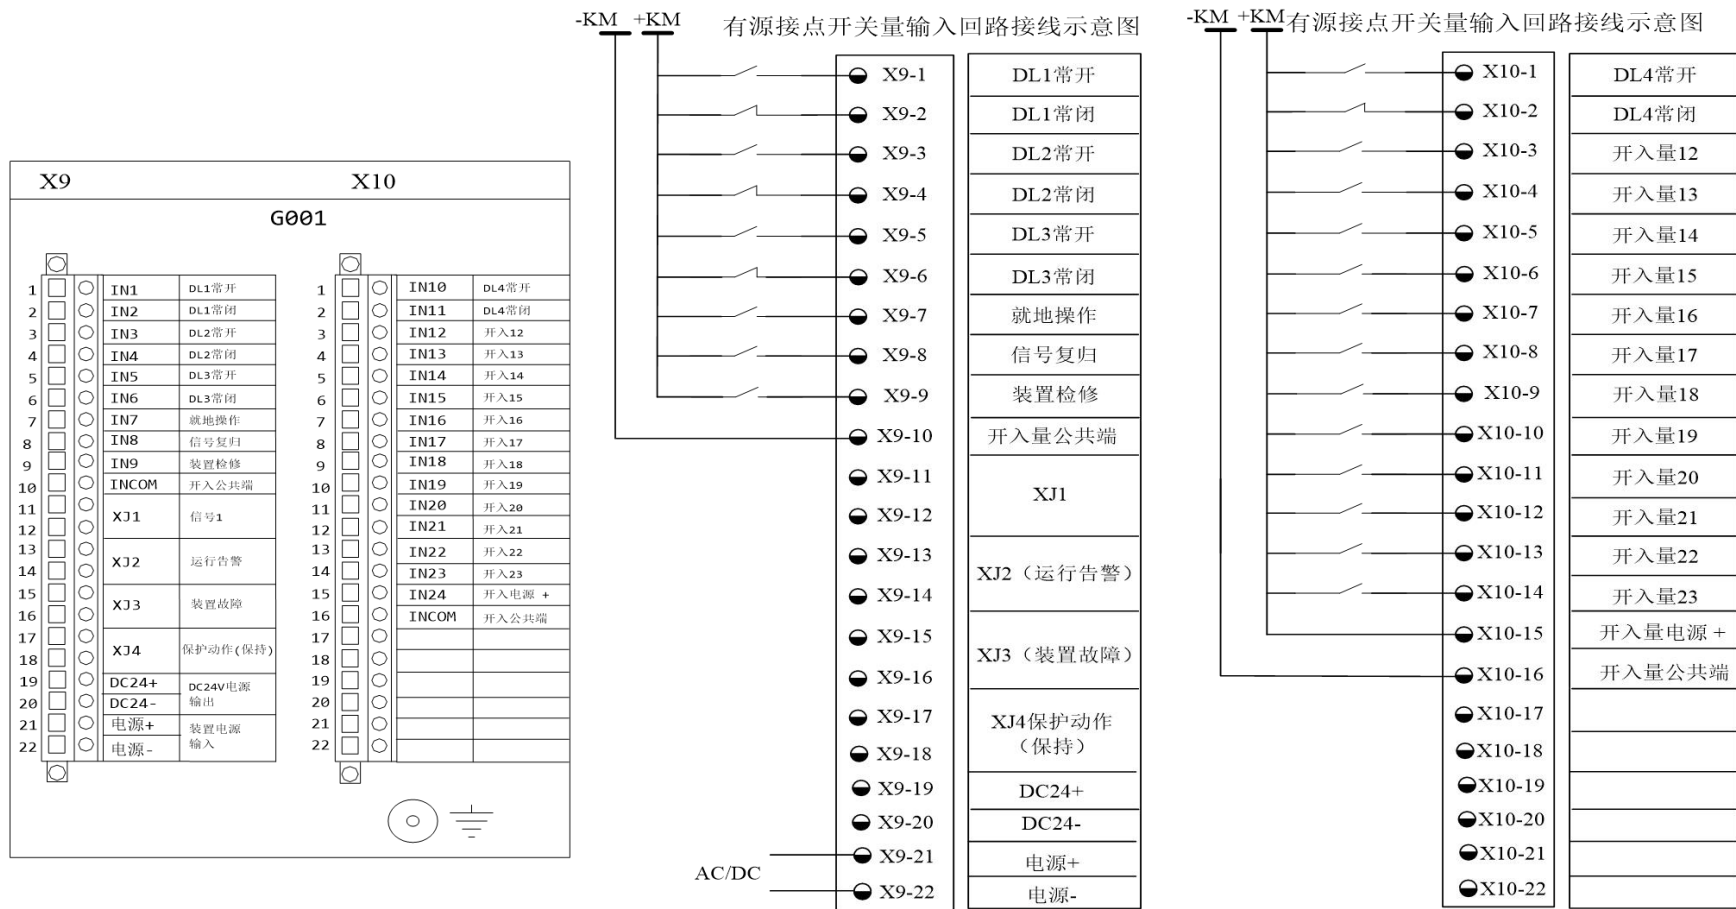 X9 X10
G001
1 IN1 DL1常开
2 IN2 DL1常闭
3 IN3 DL2常开
4 IN4 DL2常闭
5 IN5 DL3常开
6 IN6 DL3常闭
7 IN7 就地操作
8 IN8 信号复归
9 IN9 装置检修
10 INCOM 开入公共端
11
XJ1 信号1
12
13
XJ2 运行告警
14
15
XJ3 装置故障
16
17
XJ4 保护动作(保持)
18
19 DC24+ DC24V电源
20 DC24- 输出
21 电源+ 装置电源
22 电源- 输入
1 IN10 DL4常开
2 IN11 DL4常闭
3 IN12 开入12
4 IN13 开入13
5 IN14 开入14
6 IN15 开入15
7 IN16 开入16
8 IN17 开入17
9 IN18 开入18
10 IN19 开入19
11 IN20 开入20
12 IN21 开入21
13 IN22 开入22
14 IN23 开入23
15 IN24 开入电源 +
16 INCOM 开入公共端
17
18
19
20
21
22
-KM +KM 有源接点开关量输入回路接线示意图
X9-1 DL1常开
X9-2 DL1常闭
X9-3 DL2常开
X9-4 DL2常闭
X9-5 DL3常开
X9-6 DL3常闭
X9-7 就地操作
X9-8 信号复归
X9-9 装置检修
X9-10 开入量公共端
X9-11
XJ1
X9-12
X9-13
XJ2（运行告警）
X9-14
X9-15
XJ3（装置故障）
X9-16
X9-17 XJ4保护动作
X9-18 （保持）
X9-19 DC24+
X9-20 DC24-
X9-21 电源+
AC/DC
X9-22 电源-
-KM +KM 有源接点开关量输入回路接线示意图
X10-1 DL4常开
X10-2 DL4常闭
X10-3 开入量12
X10-4 开入量13
X10-5 开入量14
X10-6 开入量15
X10-7 开入量16
X10-8 开入量17
X10-9 开入量18
X10-10 开入量19
X10-11 开入量20
X10-12 开入量21
X10-13 开入量22
X10-14 开入量23
X10-15 开入量电源 +
X10-16 开入量公共端
X10-17
X10-18
X10-19
X10-20
X10-21
X10-22